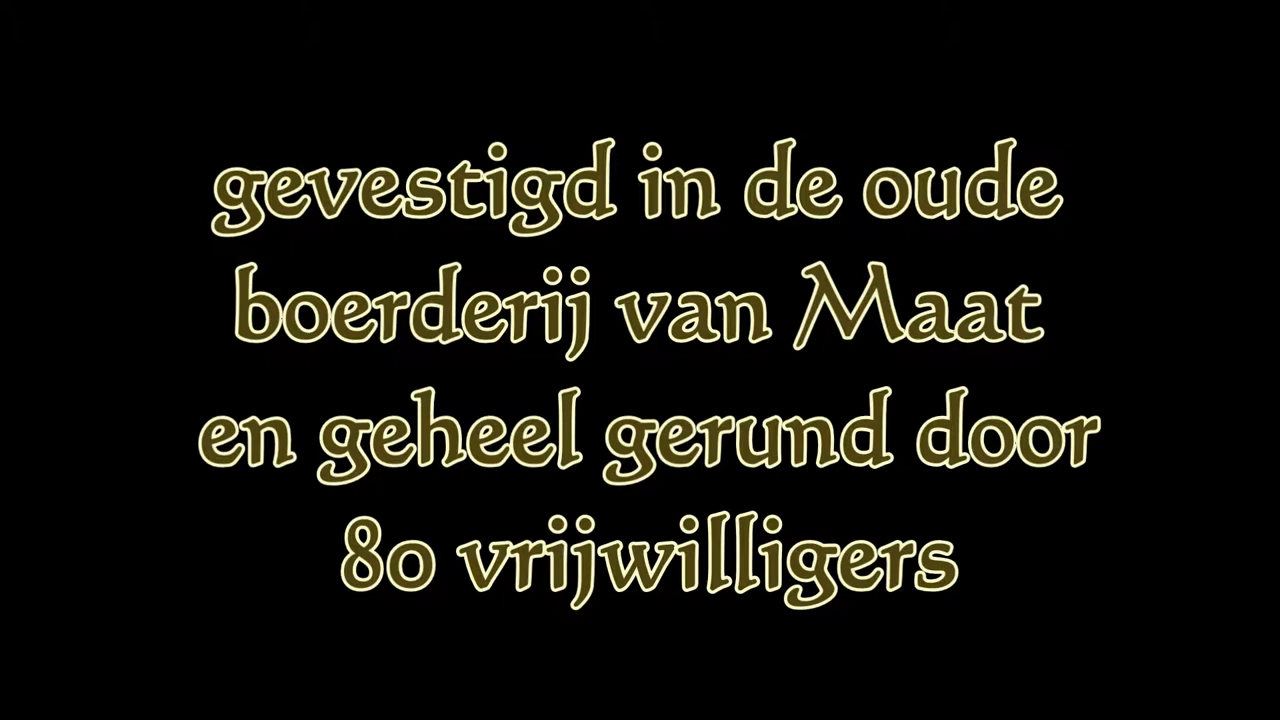 gevestigd in de oude
boerderij van Maat
en geheel gerund door
80 vrijwilligers